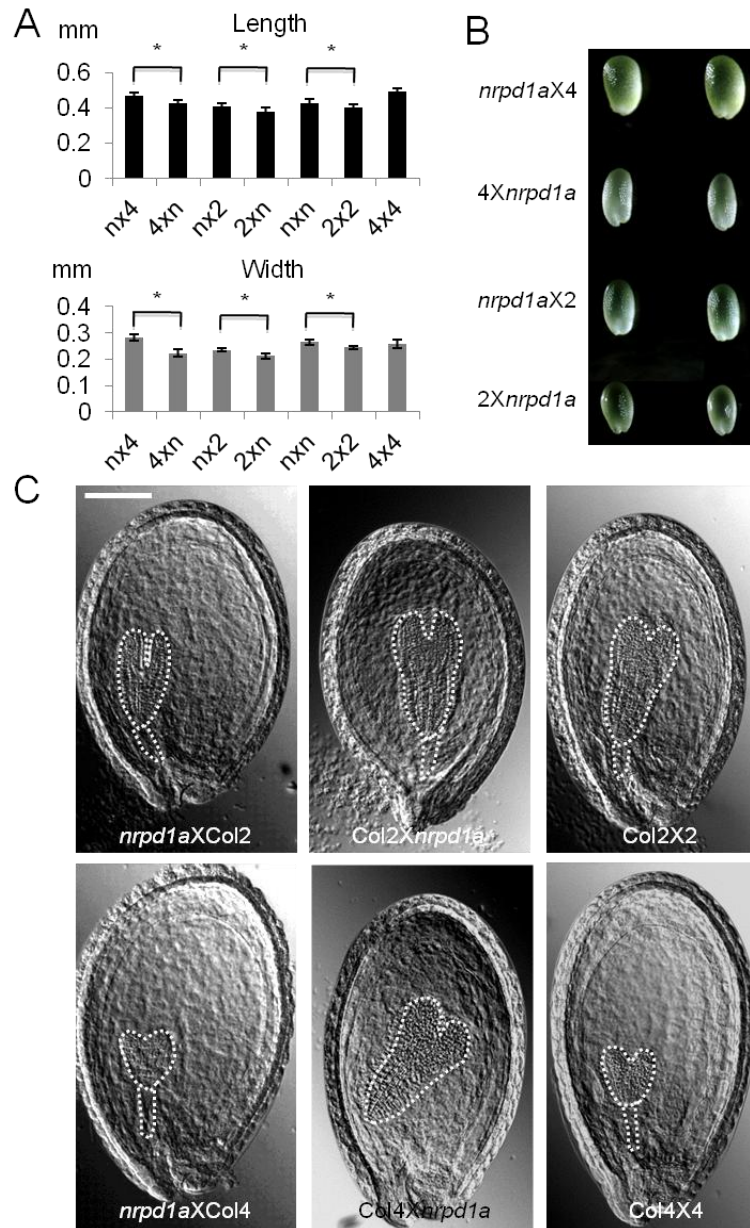 A
mm
Length
* * *
0.6
0.4
0.2
0
nx4 4xn nx2 2xn nxn 2x2 4x4
mm
Width
* * *
0.4
0.3
0.2
0.1
0
nx4 4xn nx2 2xn nxn 2x2 4x4
B
nrpd1aX4
4Xnrpd1a
nrpd1aX2
2Xnrpd1a
C
nrpd1aXCol2 Col2Xnrpd1a Col2X2
nrpd1aXCol4 Col4Xnrpd1a Col4X4